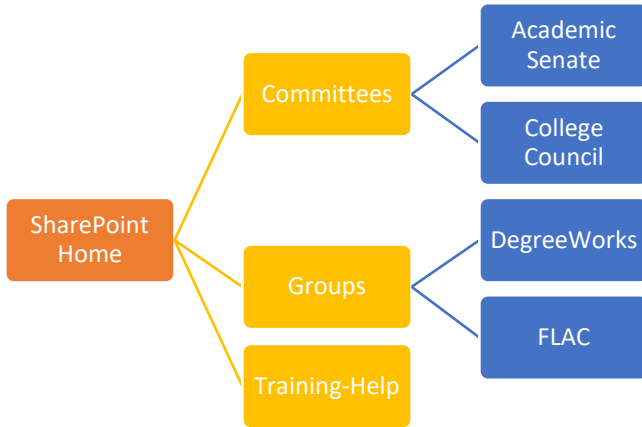 SharePoint
Home
Committees
Academic
Senate
College
Council
Groups
DegreeWorks
FLAC
Training-Help